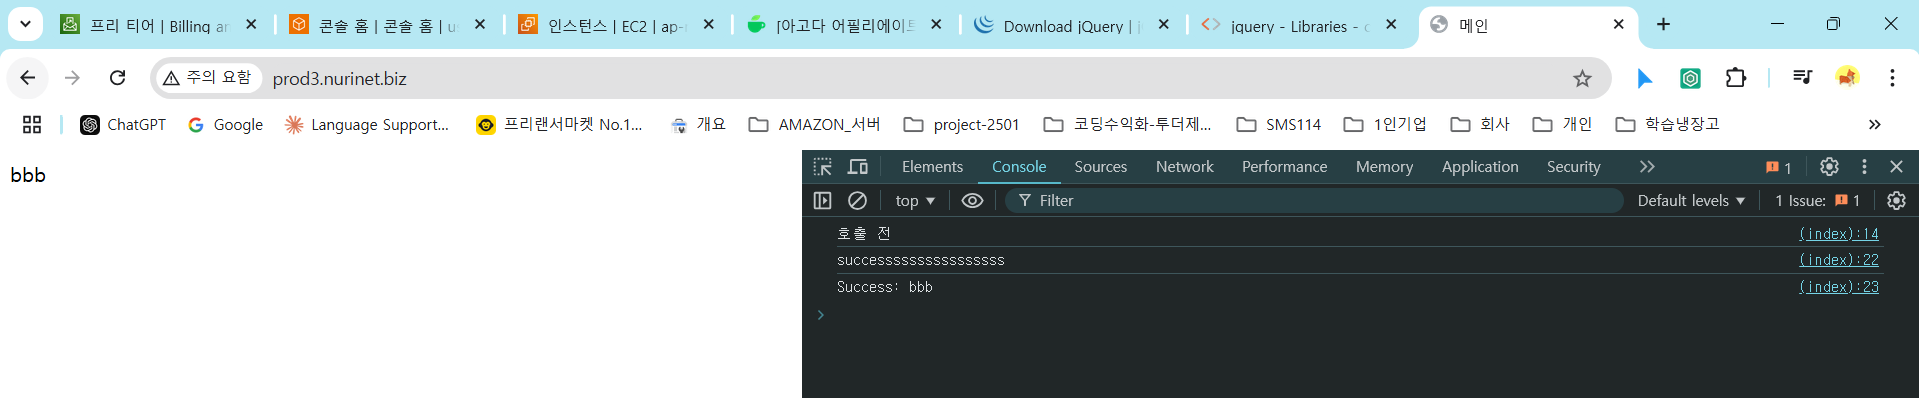 프리 티어 | Billing an
콘솔 홈 | 콘솔 홈 | us
인스턴스 | EC2 | ap-n
[아고다 어필리에이트
Download jQuery | j
jquery - Libraries - c
메인
주의 요함
prod3.nurinet.biz
ChatGPT
Google
Language Support...
프리랜서마켓 No.1...
개요
AMAZON_서버
project-2501
코딩수익화-투더제...
SMS114
1인기업
회사
개인
학습냉장고
bbb
Elements
Console
Sources
Network
Performance
Memory
Application
Security
1
top
Filter
Default levels
1 Issue: 1
호출 전 (index):14
successsssssssssssssss (index):22
Success: bbb (index):23